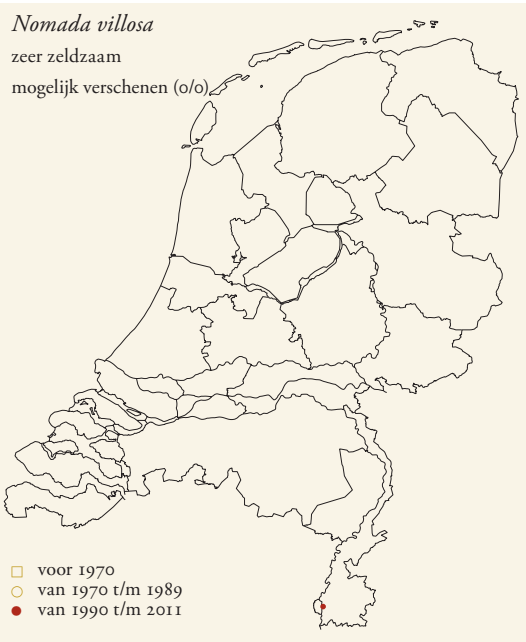 Nomada villosa
zeer zeldzaam
mogelijk verschenen (0/0)
voor 1970
van 1970 t/m 1989
van 1990 t/m 2011